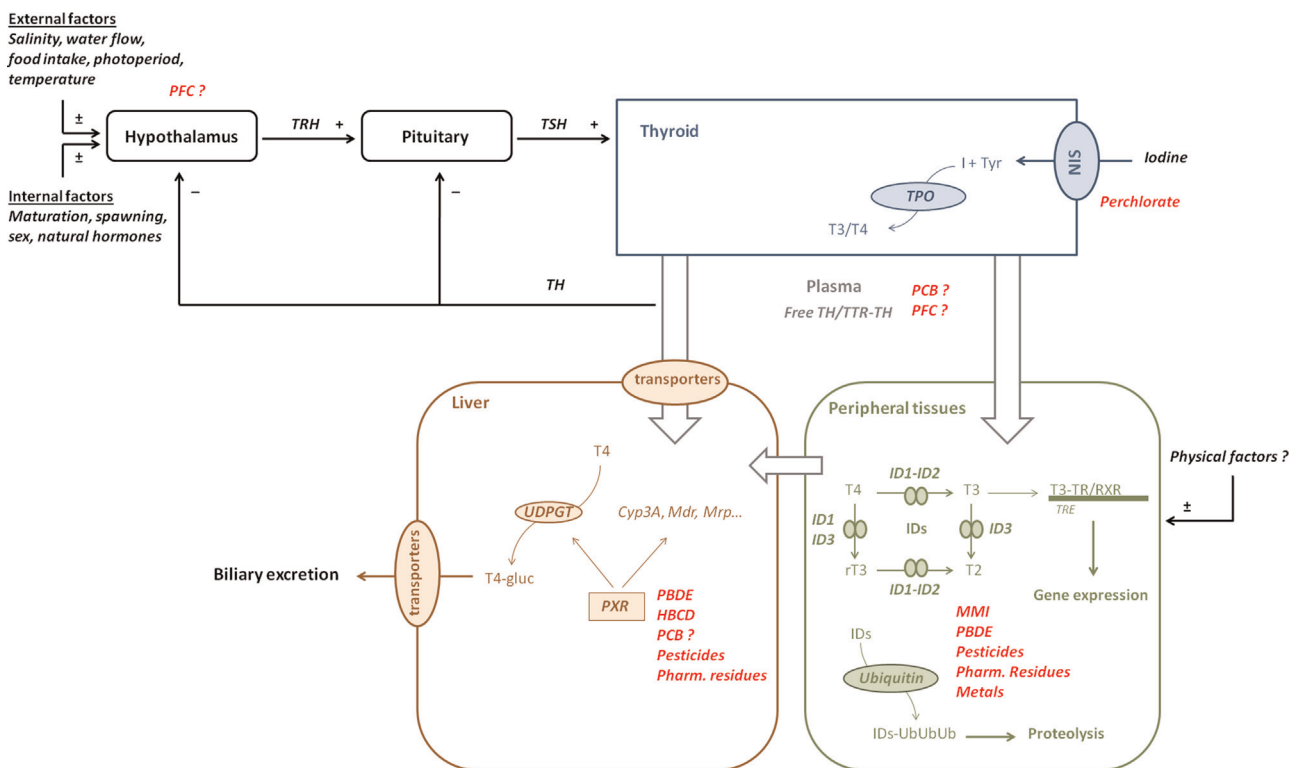 External factors
Salinity, water flow,
food intake, photoperiod,
temperature
PFC ?
±
±
Hypothalamus
TRH +
Pituitary
TSH +
Internal factors
Maturation, spawning,
sex, natural hormones
–
–
TH
Thyroid
I + Tyr
TPO
T3/T4
NIS
Iodine
Perchlorate
Plasma
Free TH/TTR-TH
PCB ?
PFC ?
transporters
Liver
T4
UDPGT
Cyp3A, Mdr, Mrp...
T4-gluc
transporters
Biliary excretion
PXR
PBDE
HBCD
PCB ?
Pesticides
Pharm. residues
Peripheral tissues
ID1-ID2
T4
T3
T3-TR/RXR
TRE
ID1
ID3
IDs
ID3
rT3
T2
ID1-ID2
Gene expression
MMI
PBDE
Pesticides
Pharm. Residues
Metals
IDs
Ubiquitin
IDs-UbUbUb
Proteolysis
Physical factors ?
±